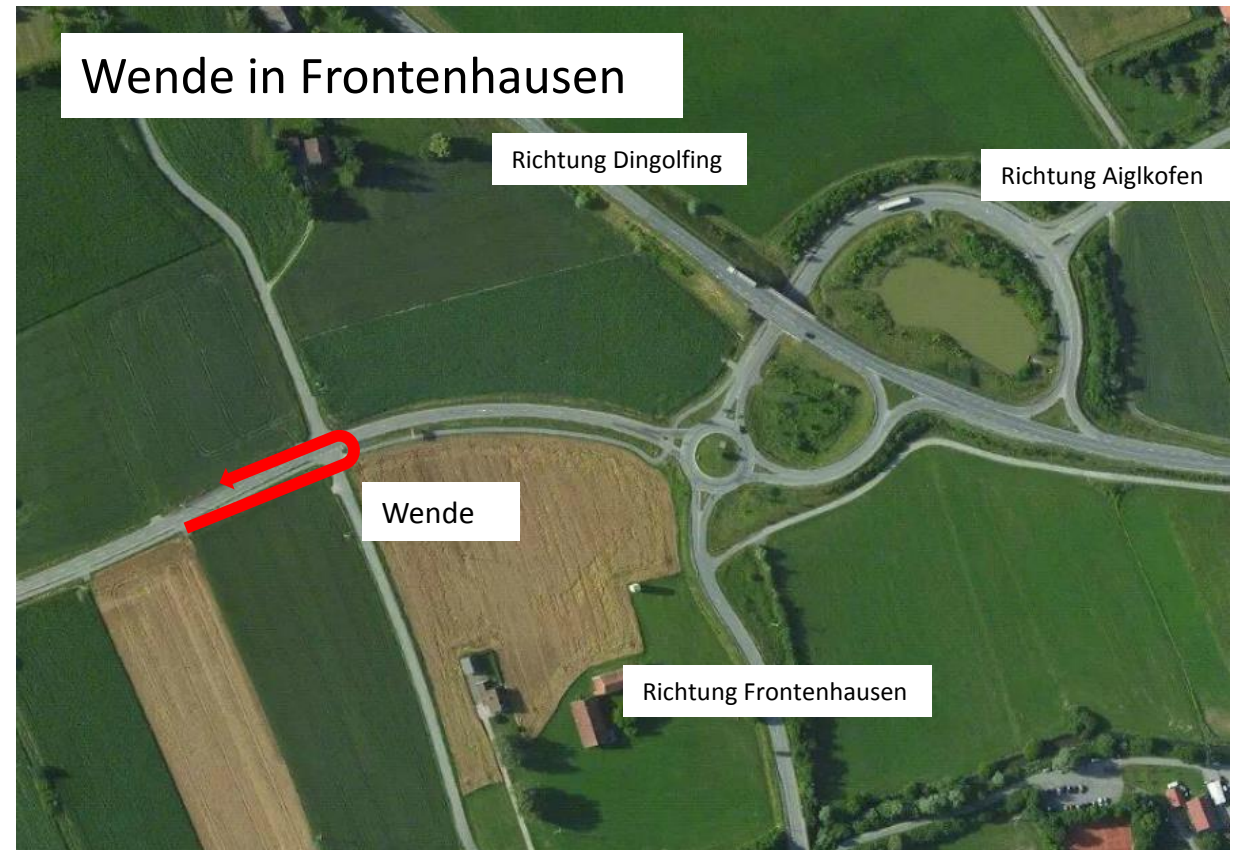 Wende in Frontenhausen
Richtung Dingolfing
Richtung Aiglkofen
Wende
Richtung Frontenhausen